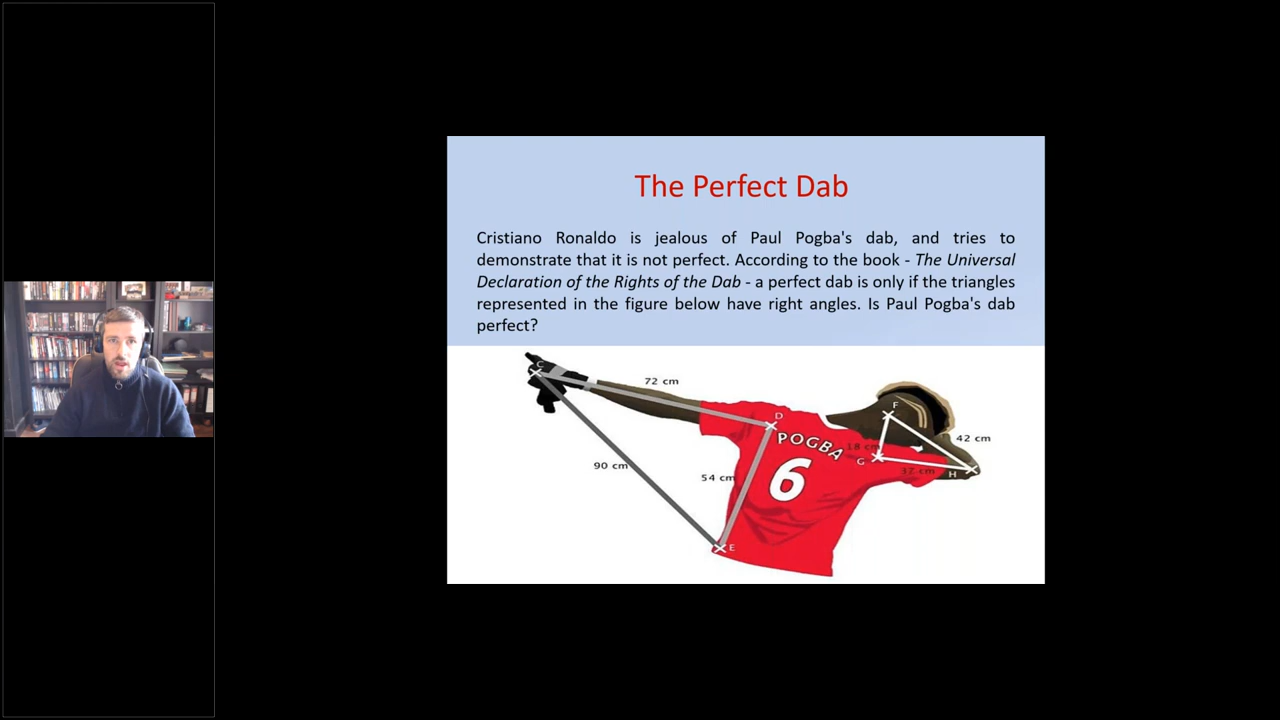 The Perfect Dab
Cristiano Ronaldo is jealous of Paul Pogba's dab, and tries to
demonstrate that it is not perfect. According to the book - The Universal
Declaration of the Rights of the Dab - a perfect dab is only if the triangles
represented in the figure below have right angles. Is Paul Pogba's dab
perfect?
C
72 cm
D
F
POGBA
18 cm
42 cm
G
90 cm
37 cm
H
54 cm
6
E